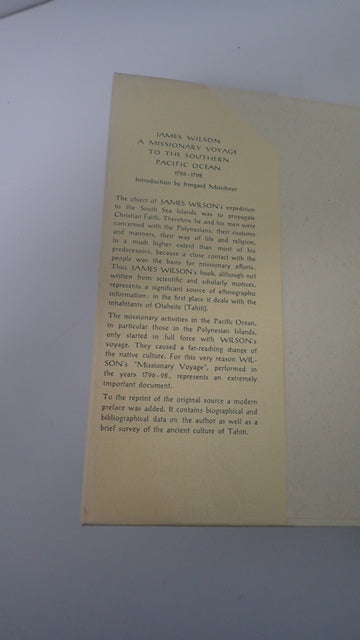 JAMES WILSON
A MISSIONARY VOYAGE
TO THE SOUTHERN
PACIFIC OCEAN
1796-1798
Introduction by Irmgard Moschner
The object of JAMES WILSON's expedition
to the South Sea Islands was to propagate
Christian Faith. Therefore he and his men were
concerned with the Polynesians, their customs
and manners, their way of life and religion,
to a much higher extent than most of his
predecessors, because a close contact with the
people was the basis for missionary efforts.
Thus JAMES WILSON's book, although not
written from scientific and scholarly motives,
represents a significant source of ethnographic
information: in the first place it deals with the
inhabitants of Otaheite (Tahiti).
The missionary activities in the Pacific Ocean,
in particular those in the Polynesian Islands,
only started in full force with WILSON's
voyage. They caused a far-reaching change of
the native culture. For this very reason WIL-
SON's "Missionary Voyage", performed in
the years 1796-98, represents an extremely
important document.
To the reprint of the original source a modern
preface was added. It contains biographical and
bibliographical data on the author as well as a
brief survey of the ancient culture of Tahiti.